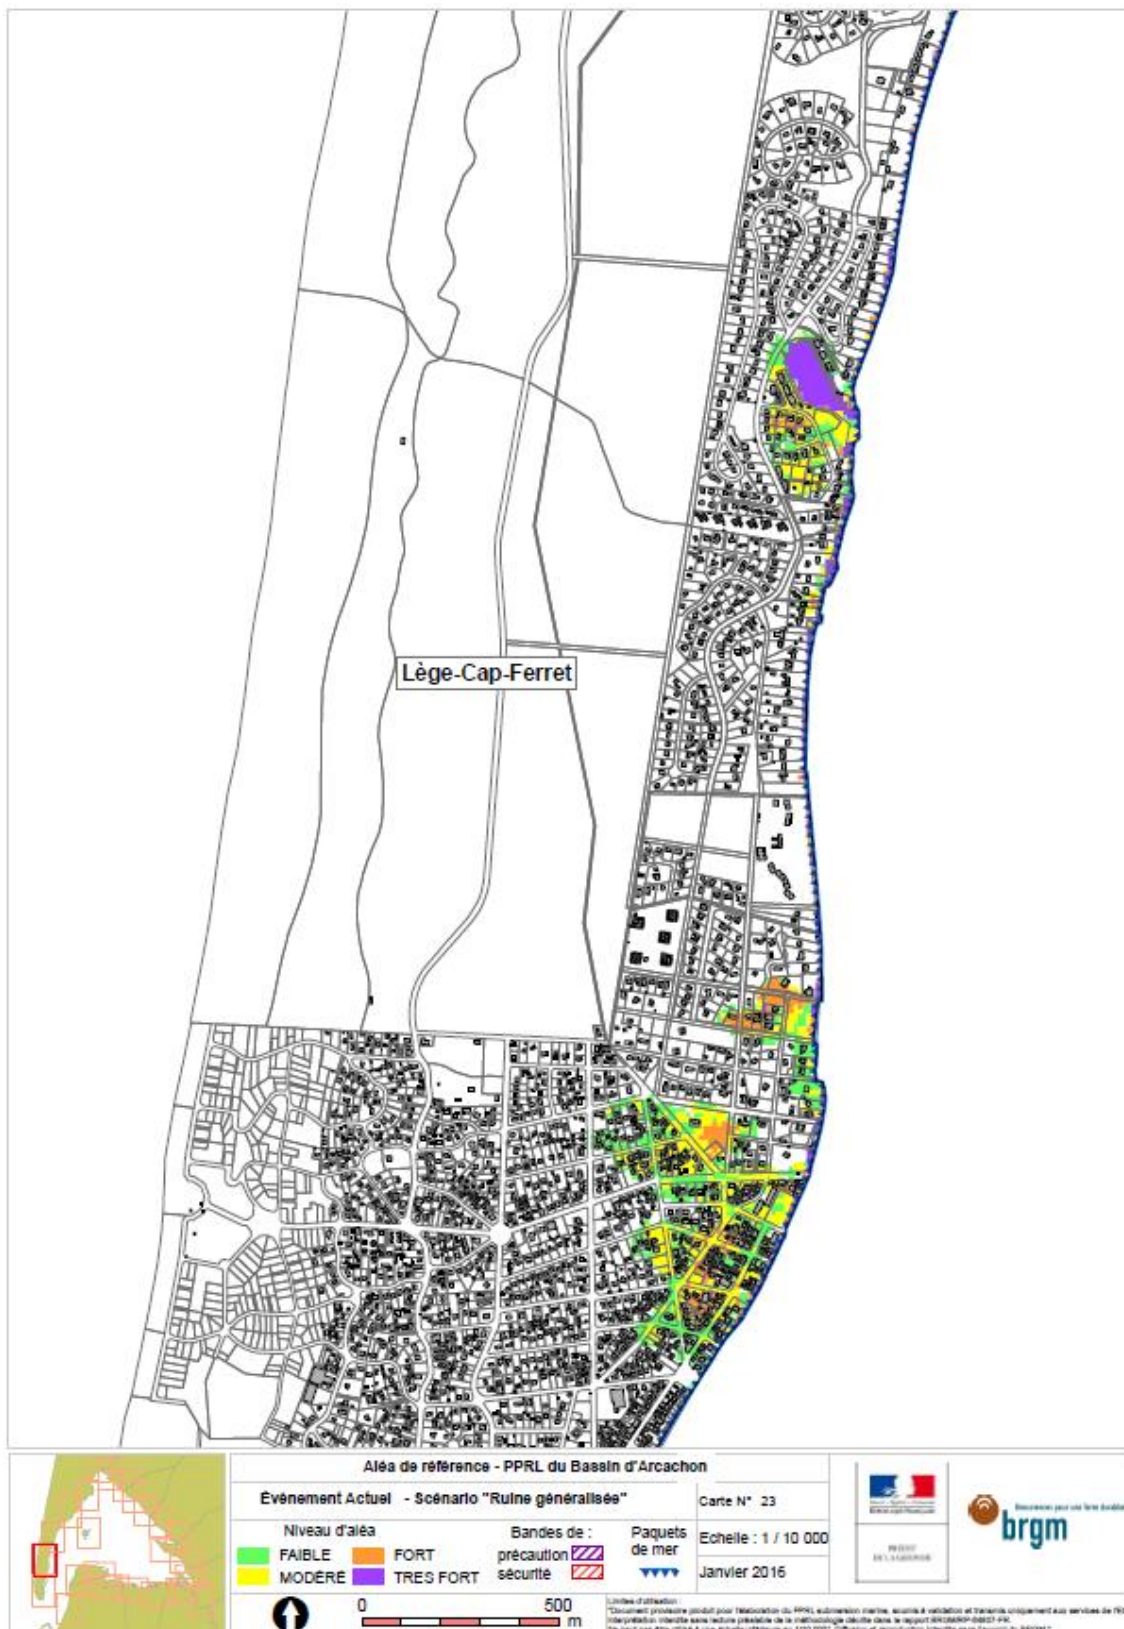 Lège-Cap-Ferret
Aléa de référence - PPRL du Bassin d'Arcachon
Évènement Actuel - Scénario "Ruine généralisée"
Carte N° 23
Niveau d'aléa
FAIBLE
FORT
MODÉRÉ
TRES FORT
Bandes de :
précaution
sécurité
Paquets
de mer
Echelle : 1 / 10 000
Janvier 2016
0 500
m
brgm
Limites d'utilisation :